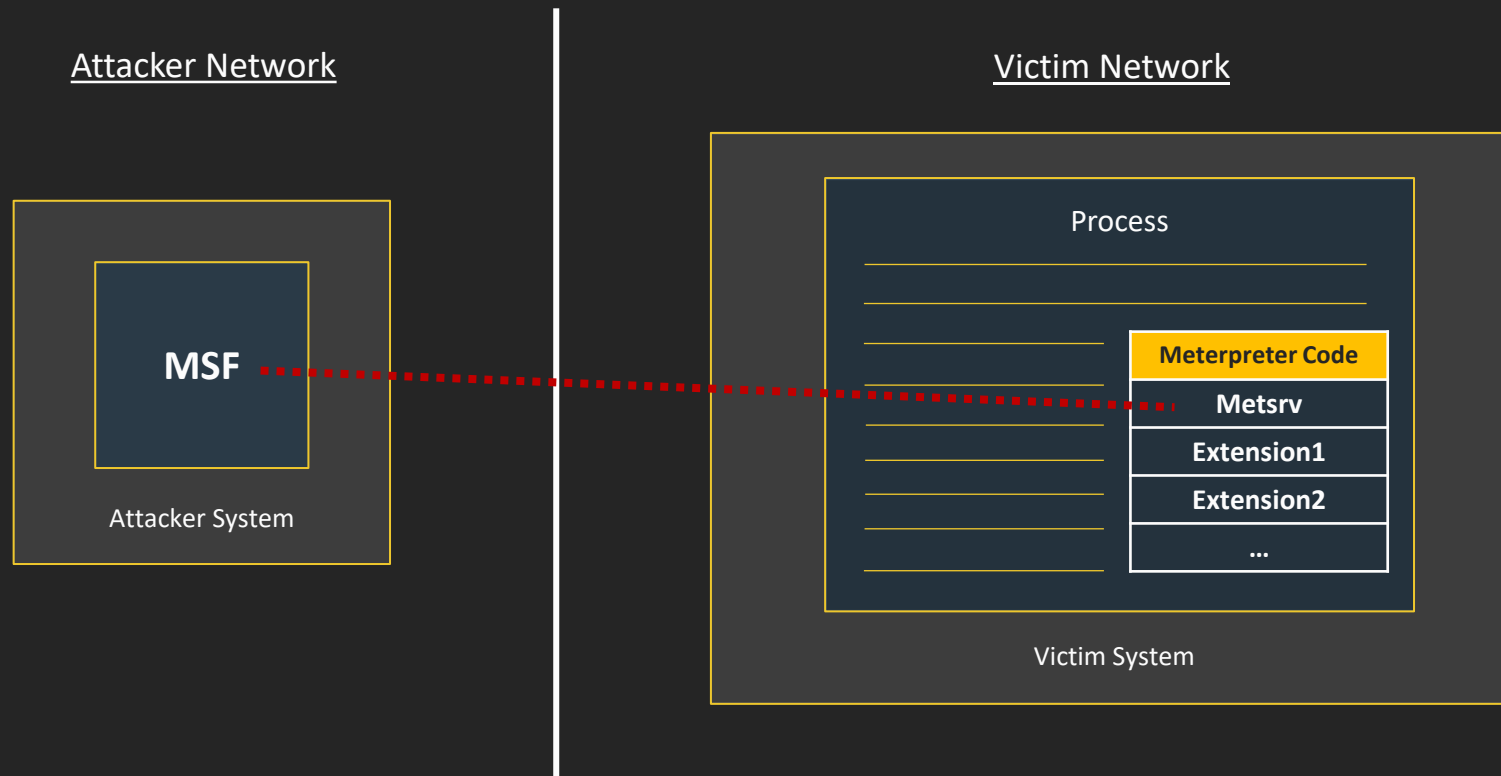 Attacker Network
Victim Network
Process
MSF
Meterpreter Code
Metsrv
Extension1
Extension2
...
Attacker System
Victim System